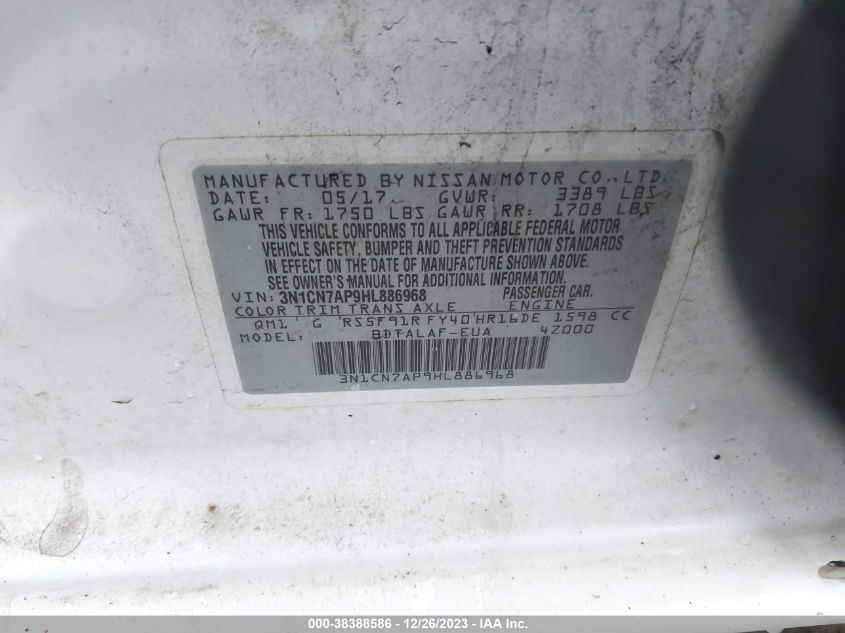 MANUFACTURED BY NISSAN MOTOR CO., LTD.
DATE: 05/17 GVWR: 3389 LBS
GAWR FR: 1750 LBS GAWR RR: 1708 LBS
THIS VEHICLE CONFORMS TO ALL APPLICABLE FEDERAL MOTOR
VEHICLE SAFETY, BUMPER AND THEFT PREVENTION STANDARDS
IN EFFECT ON THE DATE OF MANUFACTURE SHOWN ABOVE.
SEE OWNER'S MANUAL FOR ADDITIONAL INFORMATION.
VIN: 3N1CN7AP9HL886968 PASSENGER CAR.
COLOR TRIM TRANS AXLE ENGINE
QM1 G RS5F91R FY40 HR16DE 1598 CC
MODEL: BDTALAF-EUA 4Z000
3N1CN7AP9HL886968
000-38388586 - 12/26/2023 - IAA Inc.